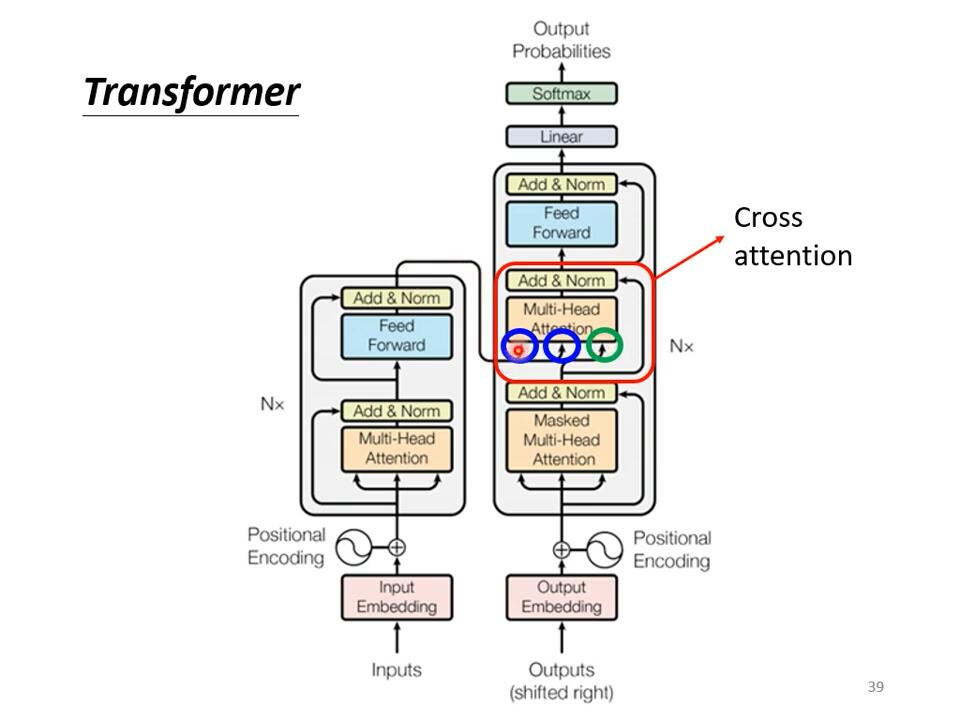 Transformer
Output
Probabilities
Softmax
Linear
Add & Norm
Feed
Forward
Add & Norm
Multi-Head
Attention
Cross
attention
Nx
Add & Norm
Masked
Multi-Head
Attention
Add & Norm
Feed
Forward
Nx
Add & Norm
Multi-Head
Attention
Positional
Encoding
Positional
Encoding
Input
Embedding
Output
Embedding
Inputs
Outputs
(shifted right)
39